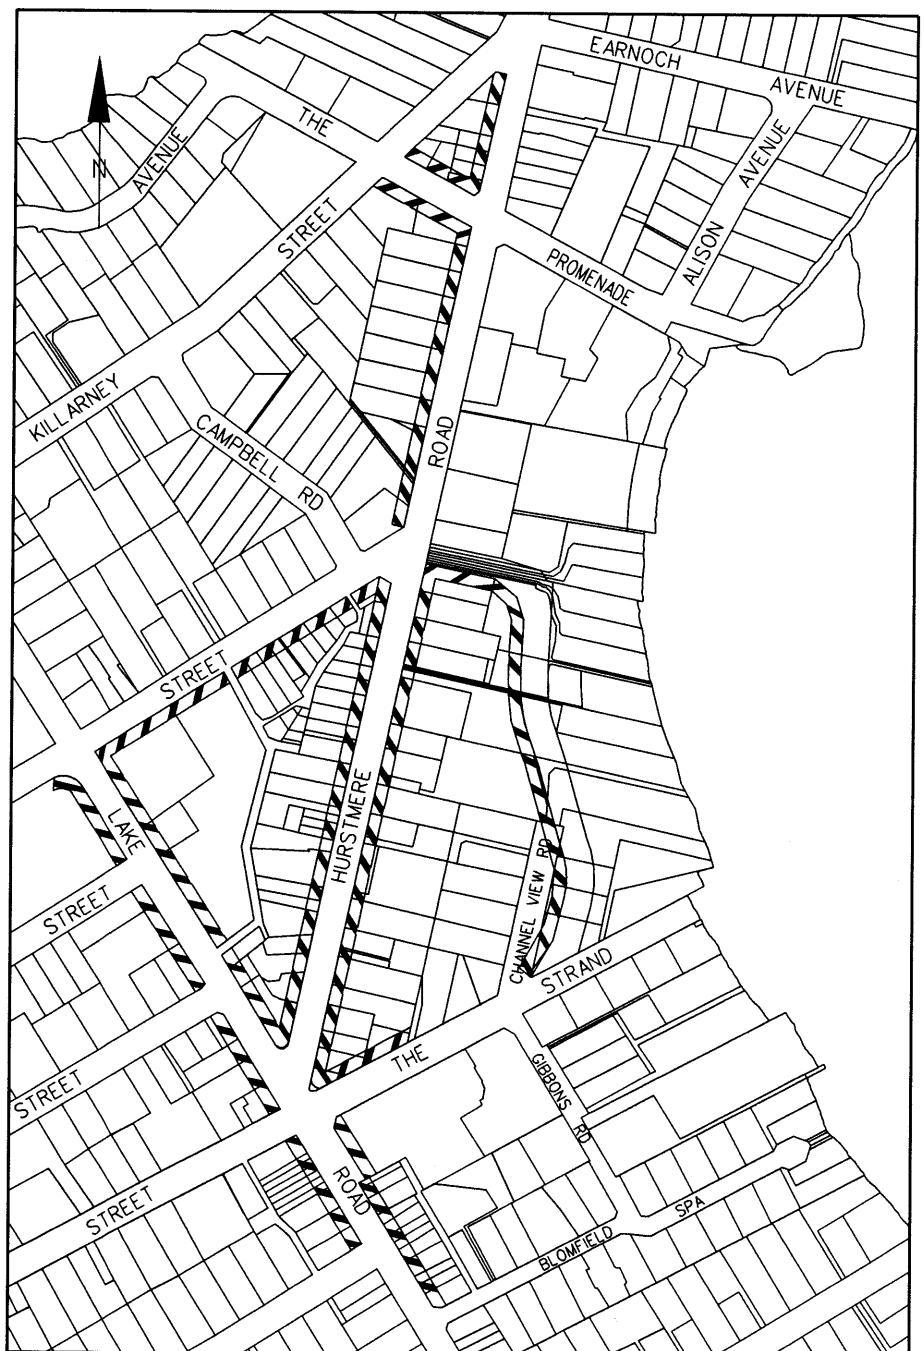 EARNOCH
AVENUE
THE
AVENUE
N
AVENUE
STREET
ALISON
PROMENADE
KILLARNEY
CAMPBELL RD
ROAD
STREET
HURSTMERE
LAKE
CHANNEL VIEW RD
STREET
STRAND
THE
GIBBONS RD
STREET
ROAD
STREET
SPA
BLOMFIELD